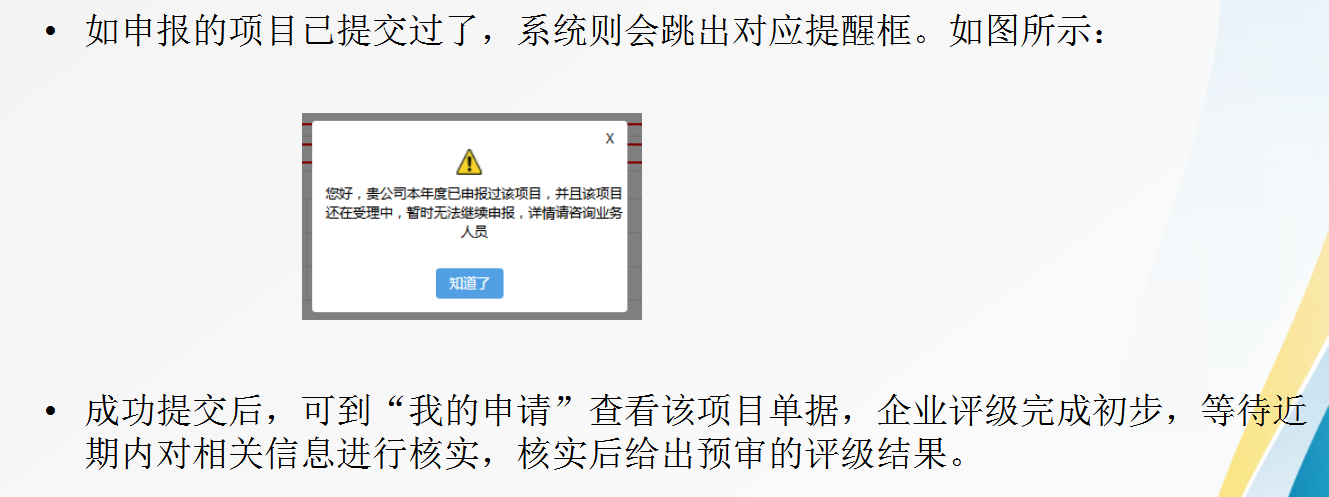 • 如申报的项目已提交过了，系统则会跳出对应提醒框。如图所示：
X
您好，贵公司本年度已申报过该项目，并且该项目
还在受理中，暂时无法继续申报，详情请咨询业务
人员
知道了
• 成功提交后，可到“我的申请”查看该项目单据，企业评级完成初步，等待近
期内对相关信息进行核实，核实后给出预审的评级结果。